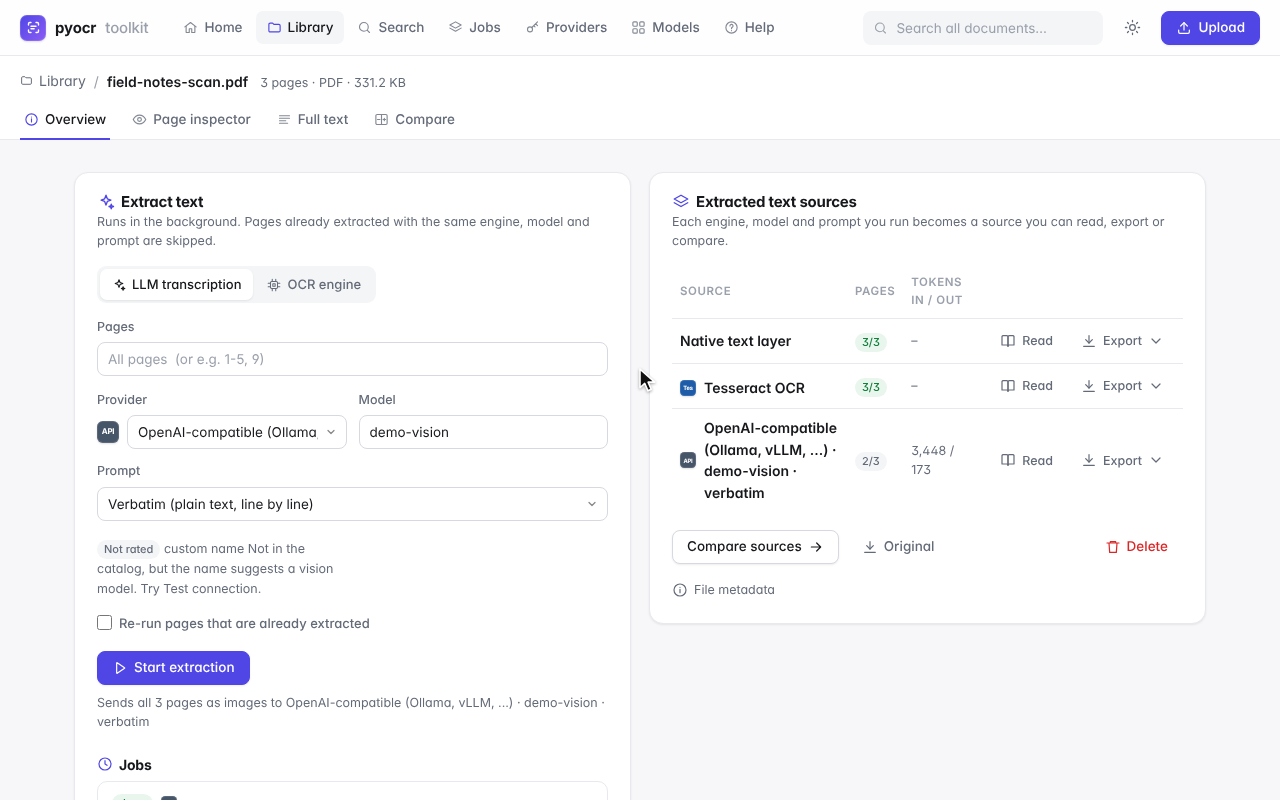 pyocr toolkit Home Library Search Jobs Providers Models Help Search all documents... Upload
Library / field-notes-scan.pdf 3 pages · PDF · 331.2 KB
Overview Page inspector Full text Compare
Extract text
Runs in the background. Pages already extracted with the same engine, model and
prompt are skipped.
LLM transcription OCR engine
Pages
All pages (or e.g. 1-5, 9)
Provider Model
API OpenAI-compatible (Ollama, demo-vision
Prompt
Verbatim (plain text, line by line)
Not rated custom name Not in the
catalog, but the name suggests a vision
model. Try Test connection.
Re-run pages that are already extracted
Start extraction
Sends all 3 pages as images to OpenAI-compatible (Ollama, vLLM, ...) · demo-vision ·
verbatim
Jobs
Extracted text sources
Each engine, model and prompt you run becomes a source you can read, export or
compare.
SOURCE PAGES TOKENS
IN / OUT
Native text layer 3/3 – Read Export
Tes Tesseract OCR 3/3 – Read Export
OpenAI-compatible
(Ollama, vLLM, ...) ·
demo-vision ·
verbatim
API 2/3 3,448 /
173 Read Export
Compare sources → Original Delete
File metadata